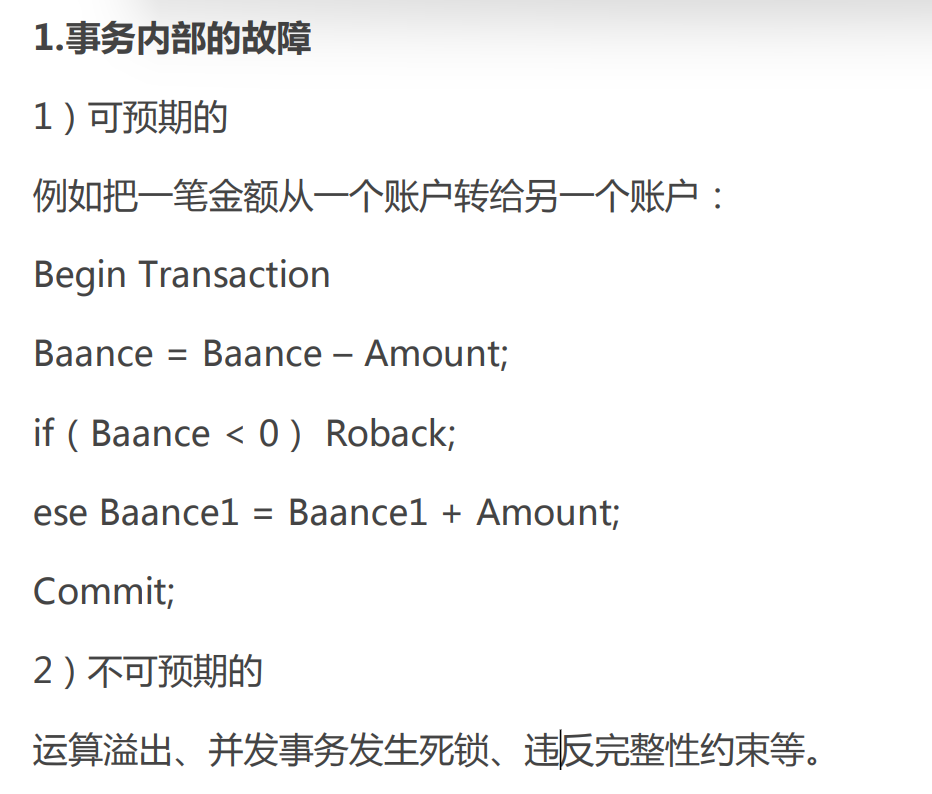 1.事务内部的故障
1）可预期的
例如把一笔金额从一个账户转给另一个账户：
Begin Transaction
Baance = Baance – Amount;
if（Baance < 0） Roback;
ese Baance1 = Baance1 + Amount;
Commit;
2）不可预期的
运算溢出、并发事务发生死锁、违反完整性约束等。